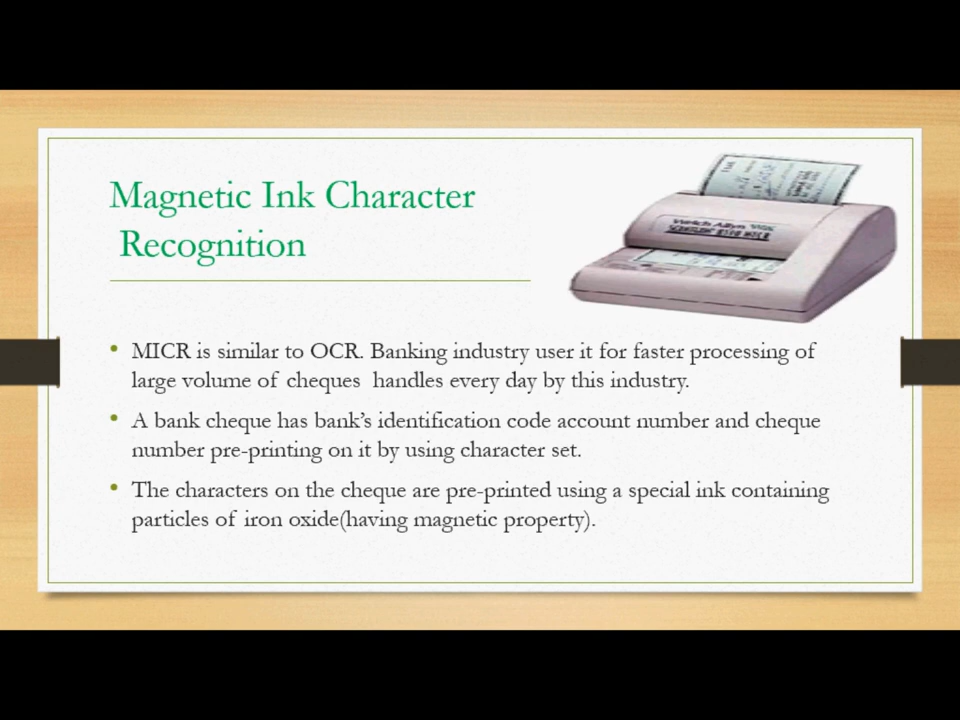 Magnetic Ink Character
Recognition
Welch Allyn
• MICR is similar to OCR. Banking industry user it for faster processing of
large volume of cheques handles every day by this industry.
• A bank cheque has bank’s identification code account number and cheque
number pre-printing on it by using character set.
• The characters on the cheque are pre-printed using a special ink containing
particles of iron oxide(having magnetic property).